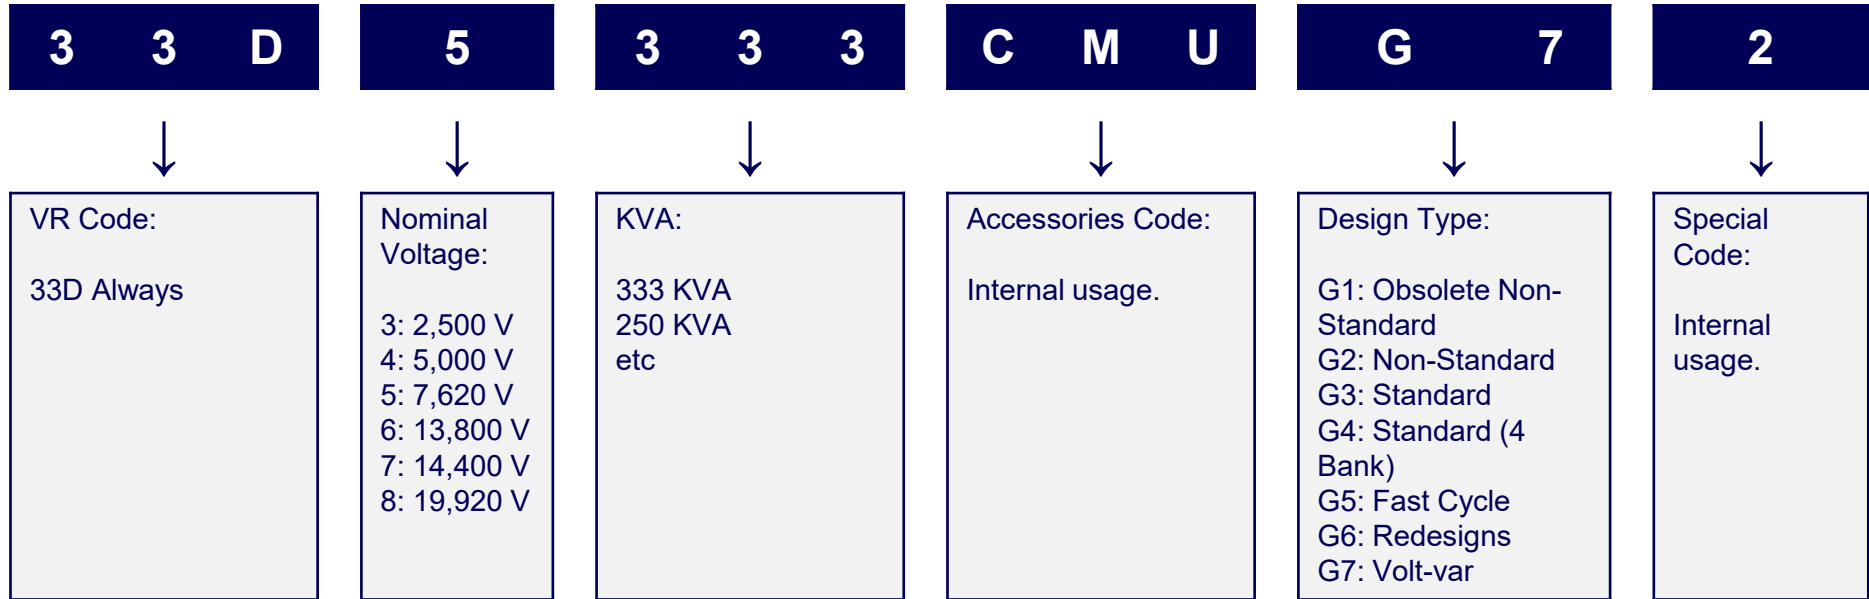 3 3 D
5
3 3 3
C M U
G 7
2
VR Code:
33D Always
Nominal
Voltage:
3: 2,500 V
4: 5,000 V
5: 7,620 V
6: 13,800 V
7: 14,400 V
8: 19,920 V
KVA:
333 KVA
250 KVA
etc
Accessories Code:
Internal usage.
Design Type:
G1: Obsolete Non-
Standard
G2: Non-Standard
G3: Standard
G4: Standard (4
Bank)
G5: Fast Cycle
G6: Redesigns
G7: Volt-var
Special
Code:
Internal
usage.